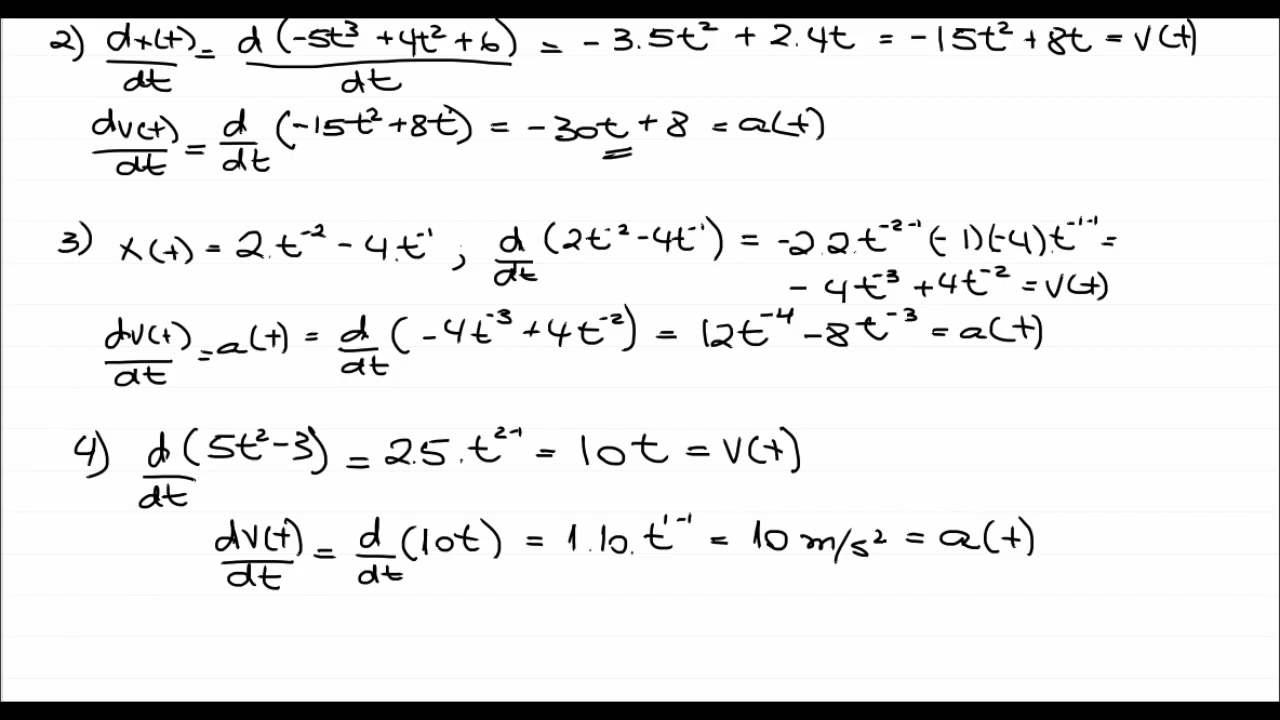 2) dx(t)/dt = d(-5t³ + 4t² + 6)/dt = - 3.5t² + 2.4t = -15t² + 8t = v(t)
dv(t)/dt = d/dt (-15t² + 8t¹) = - 30t + 8 = a(t)
3) x(t) = 2.t⁻² - 4.t⁻¹ ; d/dt (2t⁻² - 4t⁻¹) = -2.2t⁻²⁻¹ (-1)(-4).t⁻¹⁻¹ =
- 4t⁻³ + 4t⁻² = v(t)
dv(t)/dt = a(t) = d/dt (-4t⁻³ + 4t⁻²) = 12t⁻⁴ - 8t⁻³ = a(t)
4) d/dt (5t² - 3) = 2.5.t²⁻¹ = 10t = v(t)
dv(t)/dt = d/dt (10t) = 1.10.t¹⁻¹ = 10 m/s² = a(t)